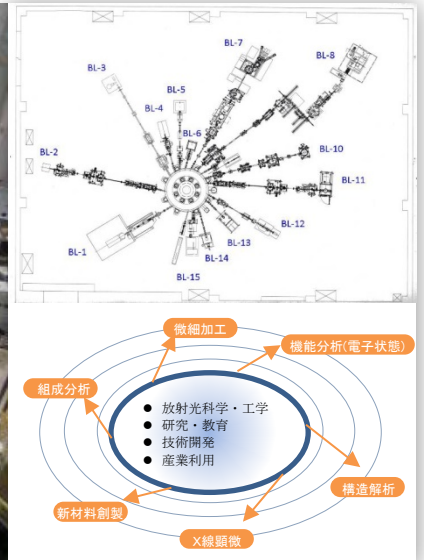 BL-7
BL-8
BL-3
BL-5
BL-4
BL-6
BL-2
BL-10
BL-11
BL-12
BL-13
BL-14
BL-1
BL-15
微細加工
機能分析(電子状態)
組成分析
● 放射光科学・工学
● 研究・教育
● 技術開発
● 産業利用
構造解析
新材料創製
X線顕微